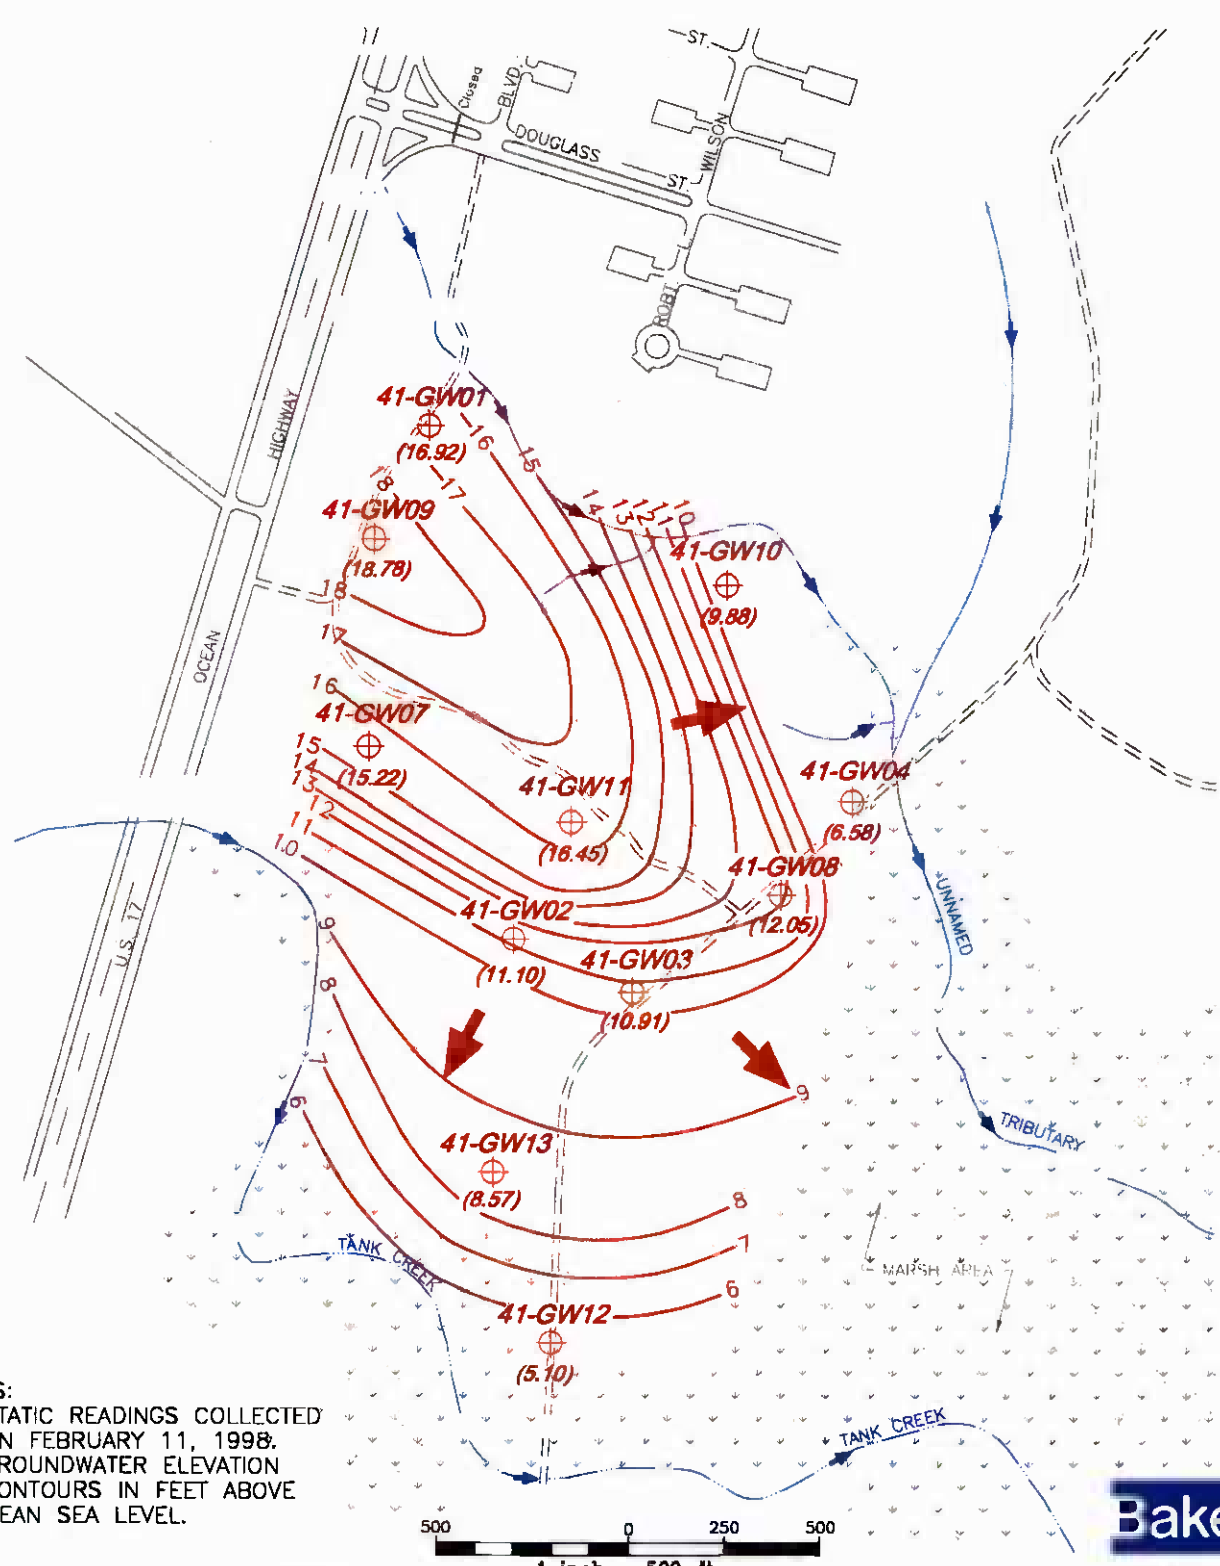 ST.
Closed
BLVD.
DOUGLASS
ST.
WILSON
ROBT
HIGHWAY
OCEAN
U.S. 17
41-GW01
(16.92)
16
15
17
18
14
13
12
11
10
41-GW09
(18.78)
41-GW10
(9.88)
18
17
16
41-GW07
(15.22)
15
14
13
12
11
10
41-GW11
(16.45)
41-GW04
(6.58)
41-GW08
(12.05)
41-GW02
(11.10)
41-GW03
(10.91)
UNNAMED
TRIBUTARY
9
8
7
6
9
41-GW13
(8.57)
8
7
6
TANK CREEK
MARSH AREA
41-GW12
(5.10)
S:
TATIC READINGS COLLECTED
N FEBRUARY 11, 1998.
ROUNDWATER ELEVATION
ONTOURS IN FEET ABOVE
EAN SEA LEVEL.
TANK CREEK
500 0 250 500
Bake